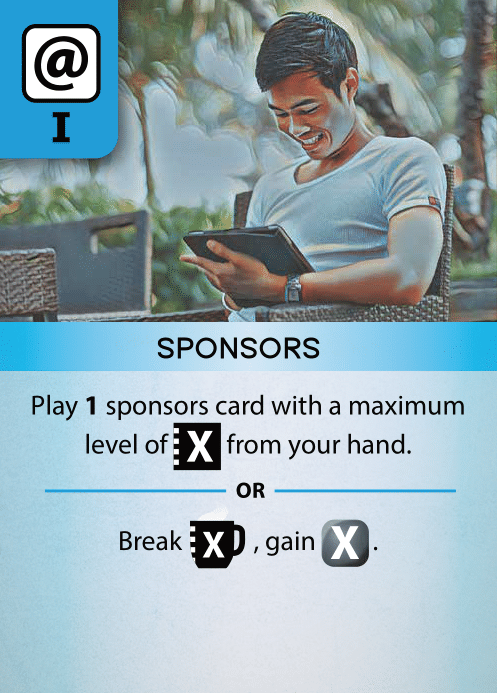 @
I
SPONSORS
Play 1 sponsors card with a maximum
level of X from your hand.
OR
Break X , gain X .